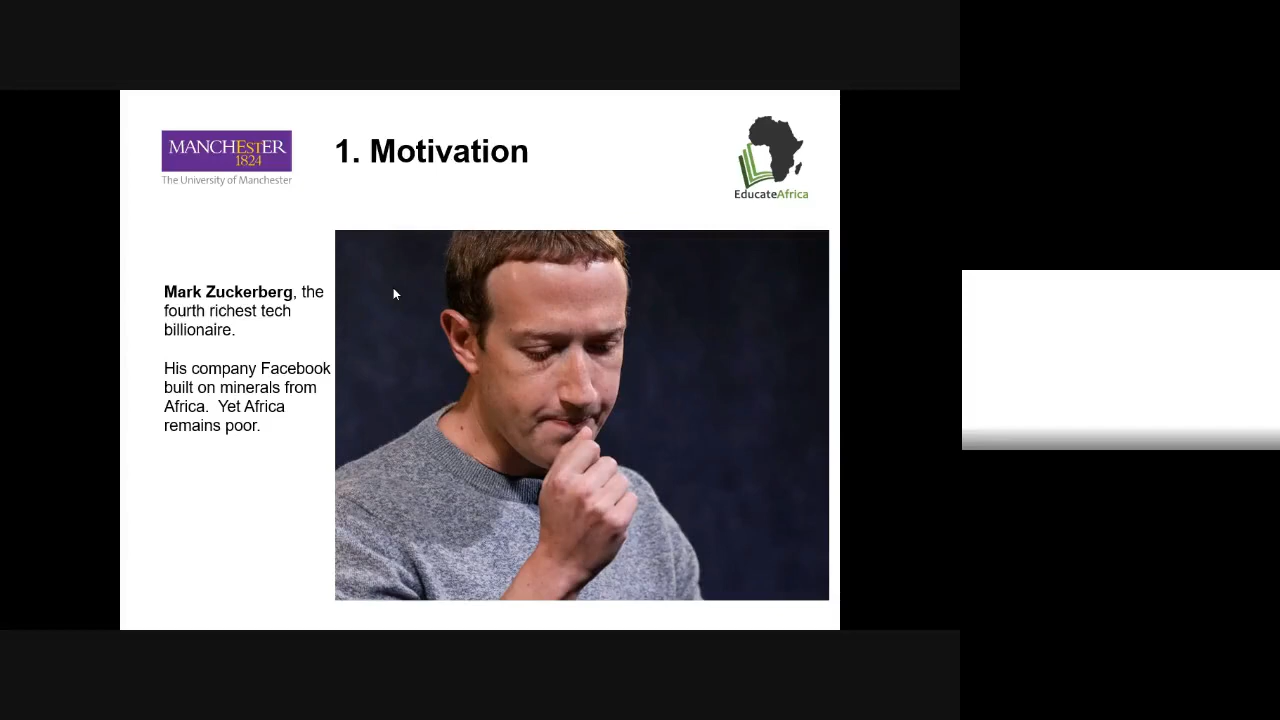 MANCHESTER
1824
The University of Manchester
1. Motivation
EducateAfrica
Mark Zuckerberg, the
fourth richest tech
billionaire.
His company Facebook
built on minerals from
Africa.  Yet Africa
remains poor.